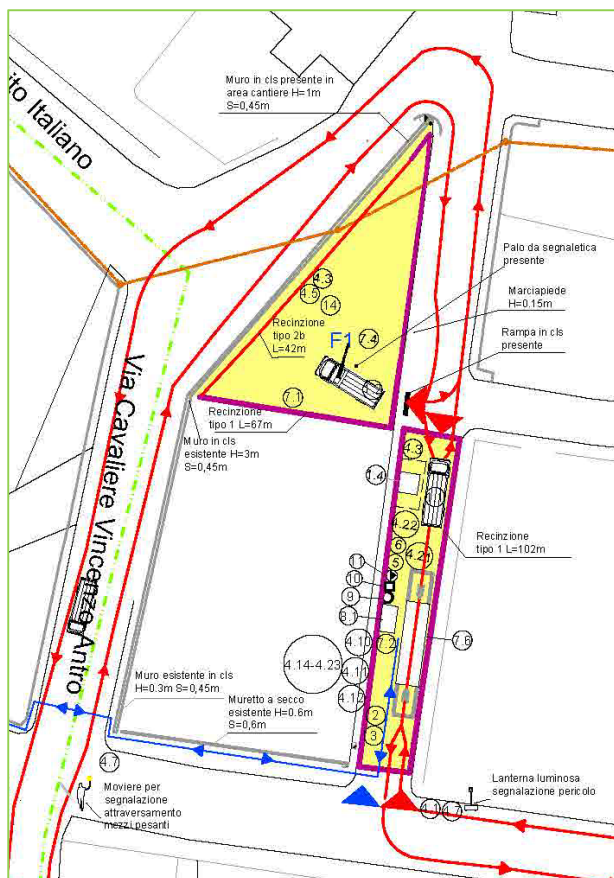 Muro in cls presente in
area cantiere H=1m
S=0,45m
ito Italiano
Palo da segnaletica
presente
Marciapiede
H=0.15m
Rampa in cls
presente
4.3
4.5
14
Recinzione
tipo 2b
L=42m
F1
7.4
7.1
Recinzione
tipo 1 L=67m
Muro in cls
esistente H=3m
S=0,45m
Via Cavaliere Vincenzo Antro
4.3
1.4
4.22
6
4.21
5
Recinzione
tipo 1 L=102m
11
10
9
3.1
4.10
7.2
7.6
4.14-4.23
4.11
4.12
2
3
Muro esistente in cls
H=0.3m S=0,45m
Muretto a secco
esistente H=0.6m
S=0,6m
4.7
Moviere per
segnalazione
attraversamento
mezzi pesanti
Lanterna luminosa
segnalazione pericolo
4.1
4.7